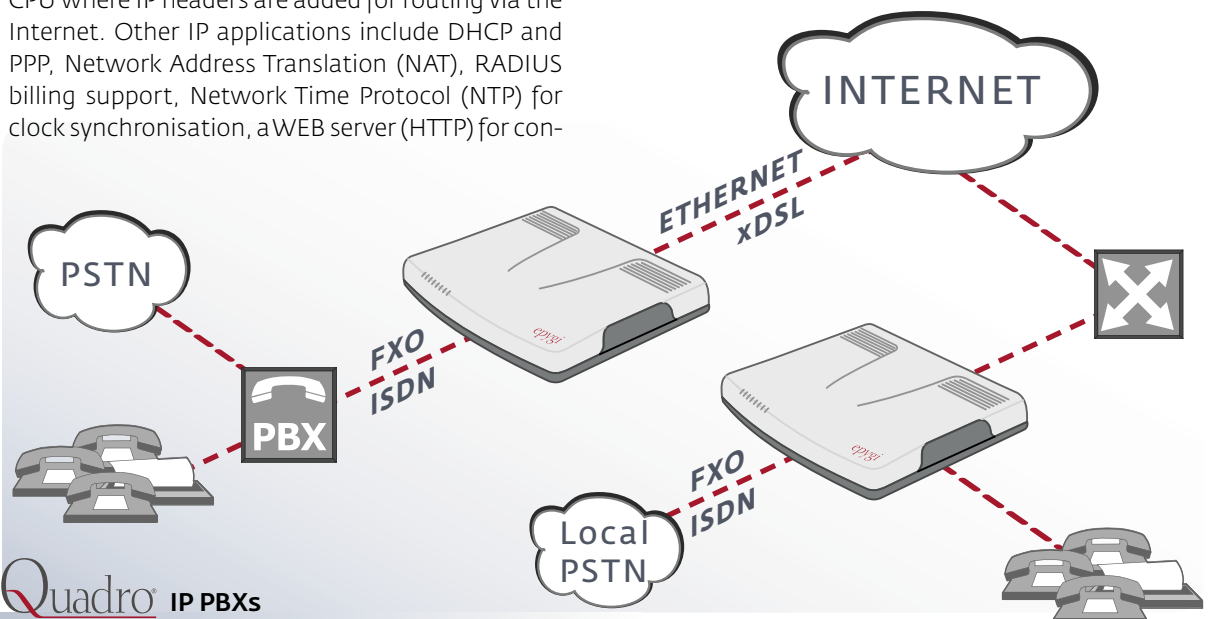 CPU where IP headers are added for routing via the
Internet. Other IP applications include DHCP and
PPP, Network Address Translation (NAT), RADIUS
billing support, Network Time Protocol (NTP) for
clock synchronisation, a WEB server (HTTP) for con-
INTERNET
ETHERNET
xDSL
PSTN
epygi
FXO
ISDN
PBX
epygi
FXO
ISDN
Local
PSTN
Quadro® IP PBXs